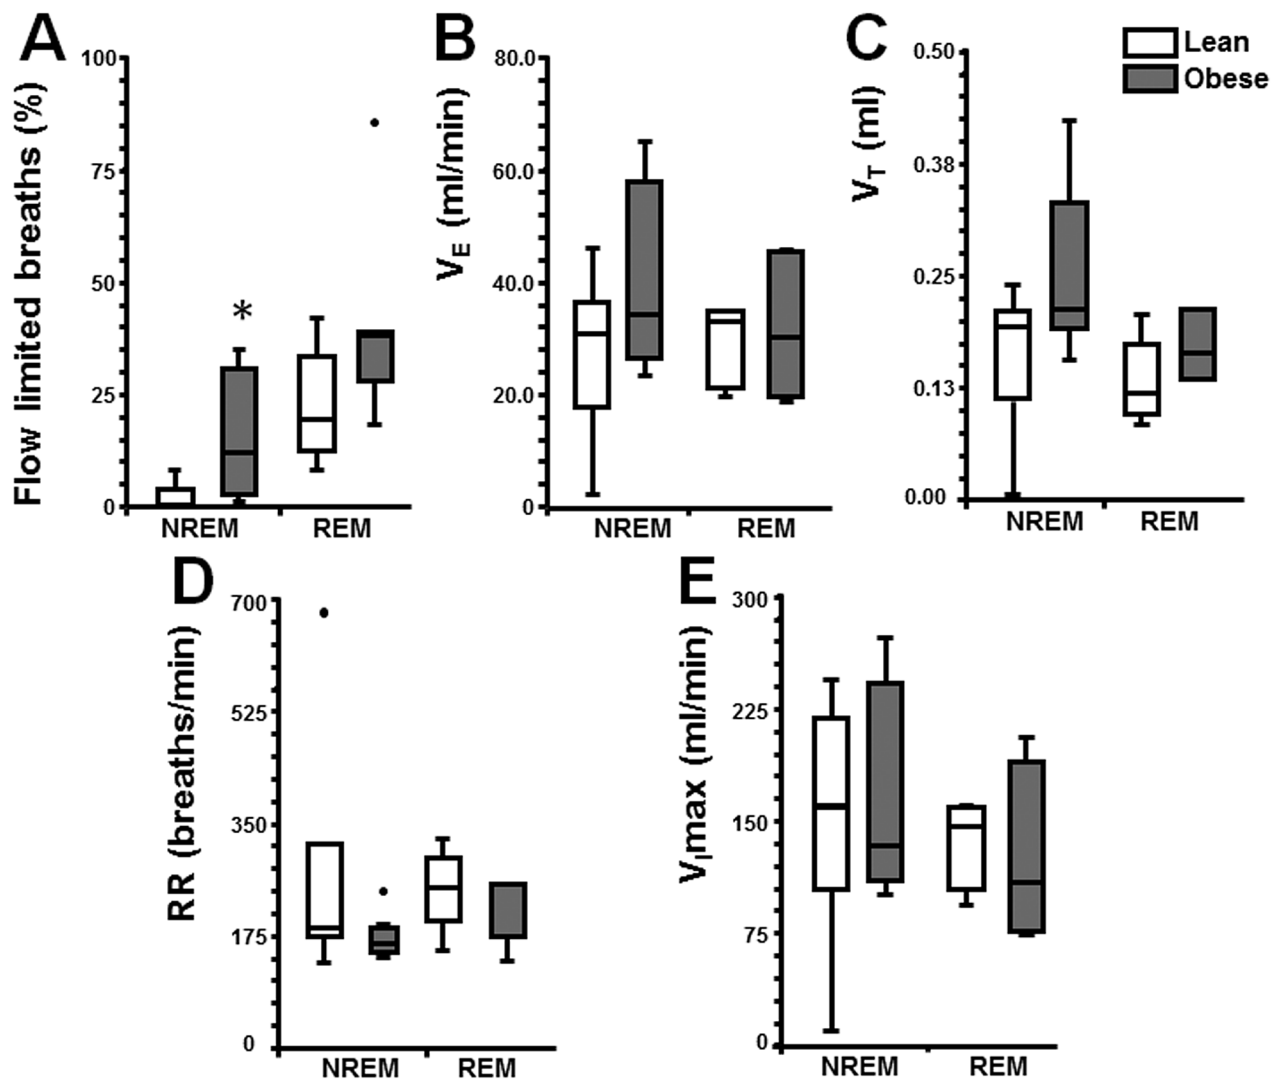 A
Flow limited breaths (%)
100
75
50
25
0
*
NREM
REM
B
VE (ml/min)
80.0
60.0
40.0
20.0
0
NREM
REM
C
VT (ml)
0.50
0.38
0.25
0.13
0.00
NREM
REM
Lean
Obese
D
RR (breaths/min)
700
525
350
175
0
NREM
REM
E
VImax (ml/min)
300
225
150
75
0
NREM
REM